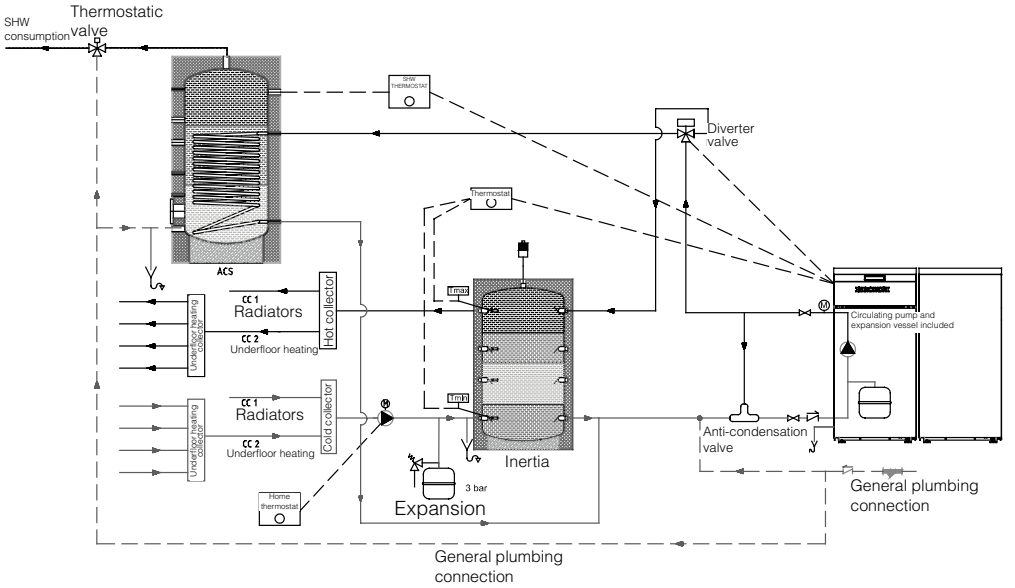 Thermostatic
valve
SHW
consumption
SHW
THERMOSTAT
Diverter
valve
Thermostat
ACS
Tmax
CC 1
Radiators
CC 2
Underfloor heating
Hot collector
Underfloor heating
collector
M
Circulating pump and
expansion vessel included
Tmin
CC 1
Radiators
CC 2
Underfloor heating
Cold collector
Underfloor heating
collector
M
Anti-condensation
valve
Inertia
3 bar
Expansion
Home
thermostat
General plumbing
connection
General plumbing
connection